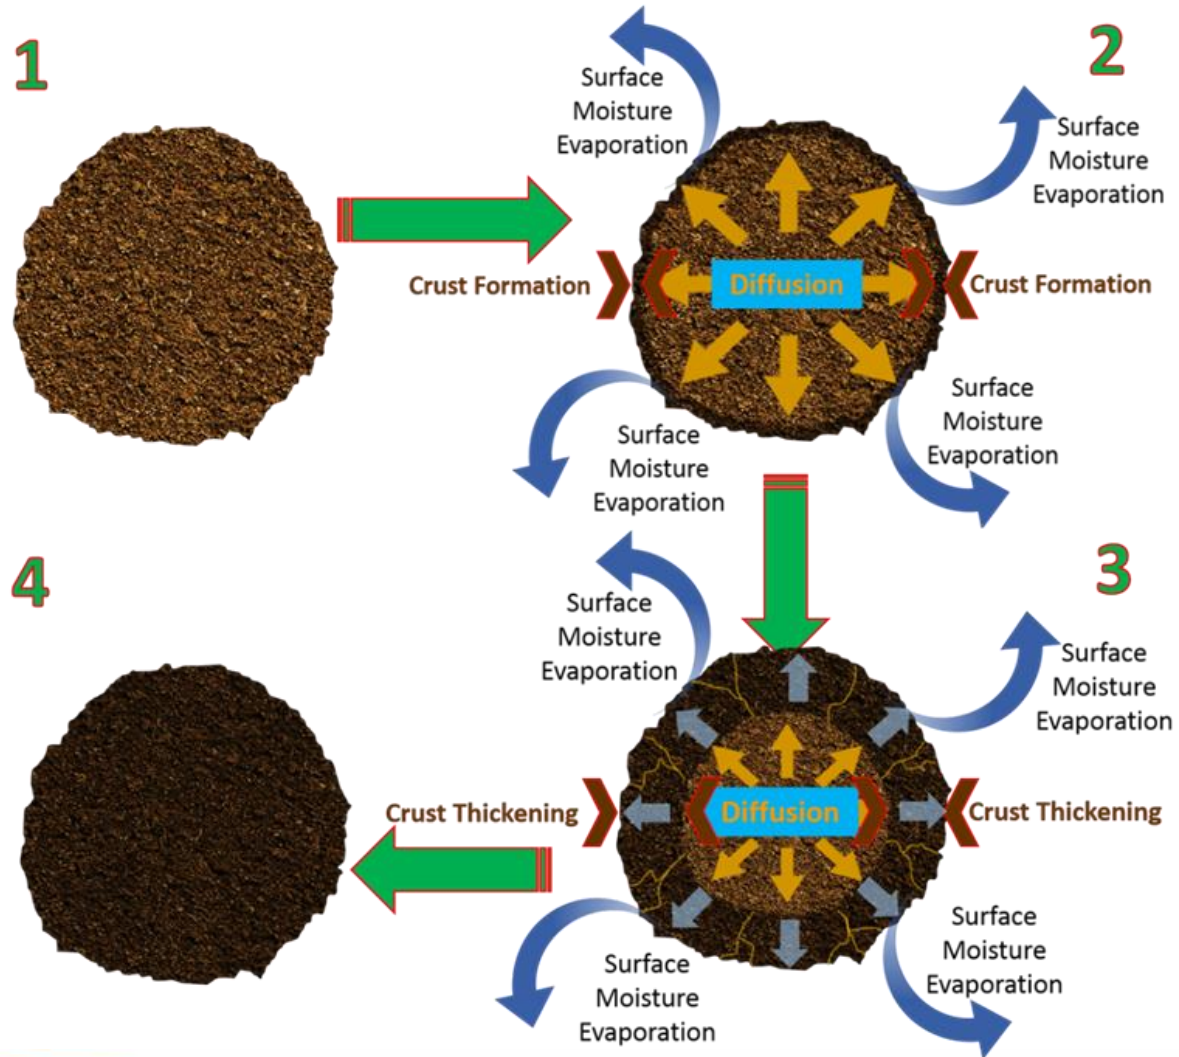 1
2
Surface
Moisture
Evaporation
Surface
Moisture
Evaporation
Crust Formation
Diffusion
Crust Formation
Surface
Moisture
Evaporation
Surface
Moisture
Evaporation
4
3
Surface
Moisture
Evaporation
Surface
Moisture
Evaporation
Crust Thickening
Diffusion
Crust Thickening
Surface
Moisture
Evaporation
Surface
Moisture
Evaporation